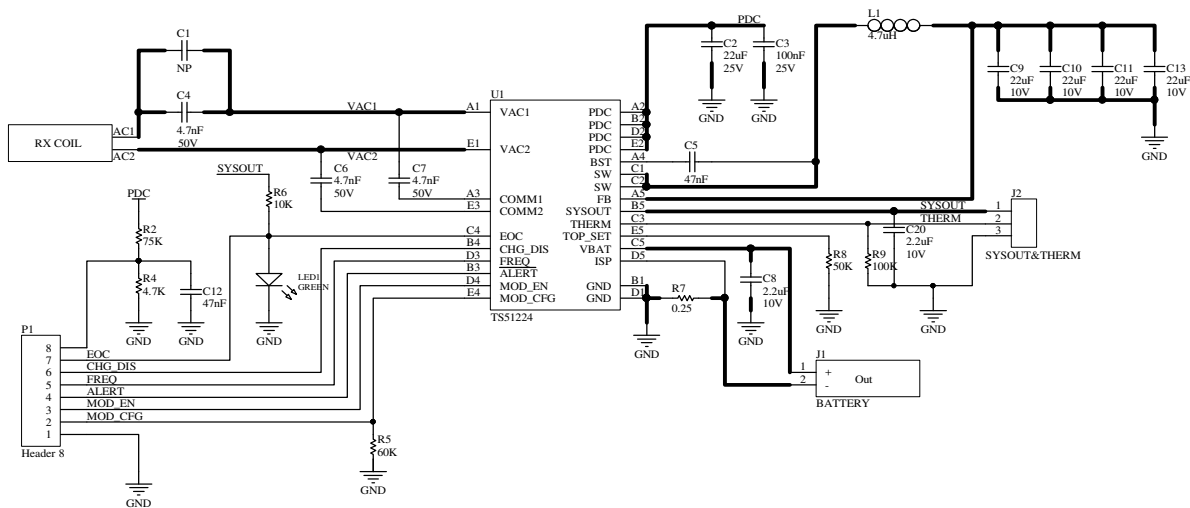 C1
NP
C4
4.7nF
50V
RX COIL
AC1
AC2
VAC1
VAC2
C6
4.7nF
50V
C7
4.7nF
50V
SYSOUT
R6
10K
PDC
R2
75K
R4
4.7K
C12
47nF
GND
GND
LED1
GREEN
GND
U1
A1
VAC1
E1
VAC2
A3
COMM1
E3
COMM2
C4
EOC
B4
CHG_DIS
D3
FREQ
B3
ALERT
D4
MOD_EN
E4
MOD_CFG
TS51224
PDC
A2
PDC
B2
PDC
D2
PDC
E2
BST
A4
SW
C1
SW
C2
FB
A5
SYSOUT
B5
THERM
C3
TOP_SET
E5
VBAT
C5
ISP
D5
GND
B1
GND
D1
PDC
C2
22uF
25V
C3
100nF
25V
GND
GND
C5
47nF
L1
4.7uH
C9
22uF
10V
C10
22uF
10V
C11
22uF
10V
C13
22uF
10V
GND
SYSOUT
THERM
J2
1
2
3
SYSOUT&THERM
C20
2.2uF
10V
R8
50K
R9
100K
GND
GND
C8
2.2uF
10V
GND
R7
0.25
GND
J1
1
+
2
-
Out
BATTERY
P1
8
7
EOC
6
CHG_DIS
5
FREQ
4
ALERT
3
MOD_EN
2
MOD_CFG
1
Header 8
R5
60K
GND
GND